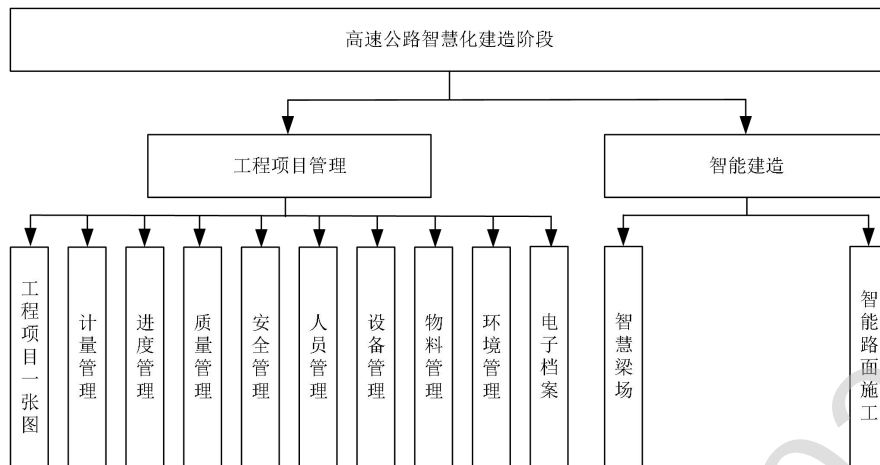 高速公路智慧化建造阶段
工程项目管理
智能建造
工程项目一张图
计量管理
进度管理
质量管理
安全管理
人员管理
设备管理
物料管理
环境管理
电子档案
智慧梁场
智能路面施工